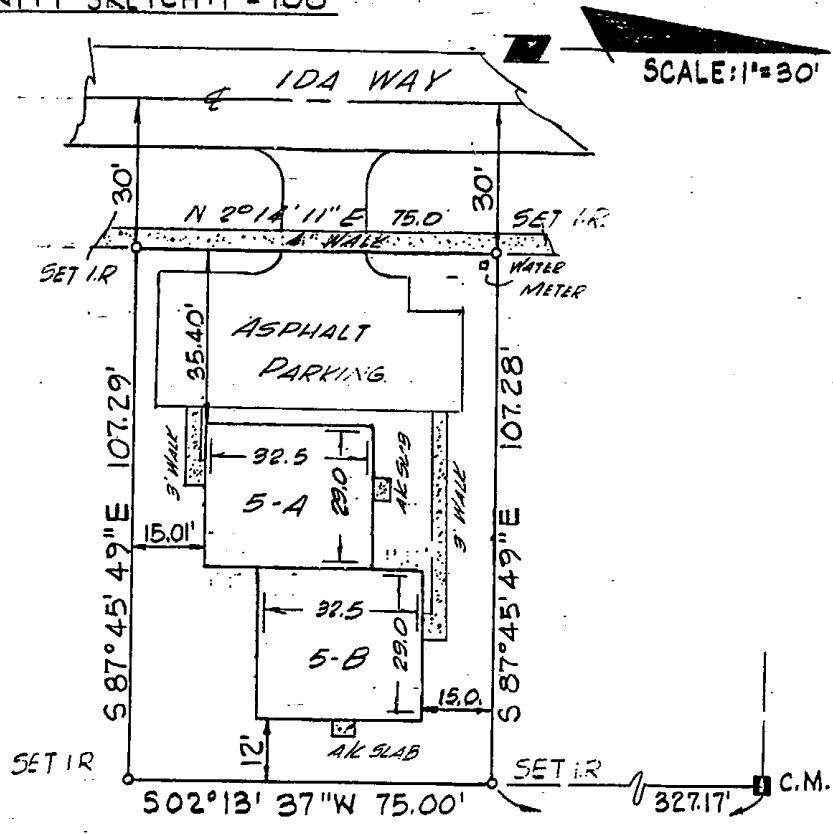 SKETCH: 1"=100'
SCALE: 1"=30'
IDA WAY
30'
30'
N 2° 14' 11" E 75.0'
SET I.R.
WALK
SET I.R
WATER
METER
ASPHALT
PARKING
35.40'
S 87° 45' 49" E 107.29'
S 87° 45' 49" E 107.28'
3' WALK
32.5
29.0
5-A
A/C SLAB
3' WALK
15.01'
32.5
29.0
5-B
15.0.
12'
A/C SLAB
SET I R
SET I.R
C.M.
327.17'
S 02° 13' 37" W 75.00'